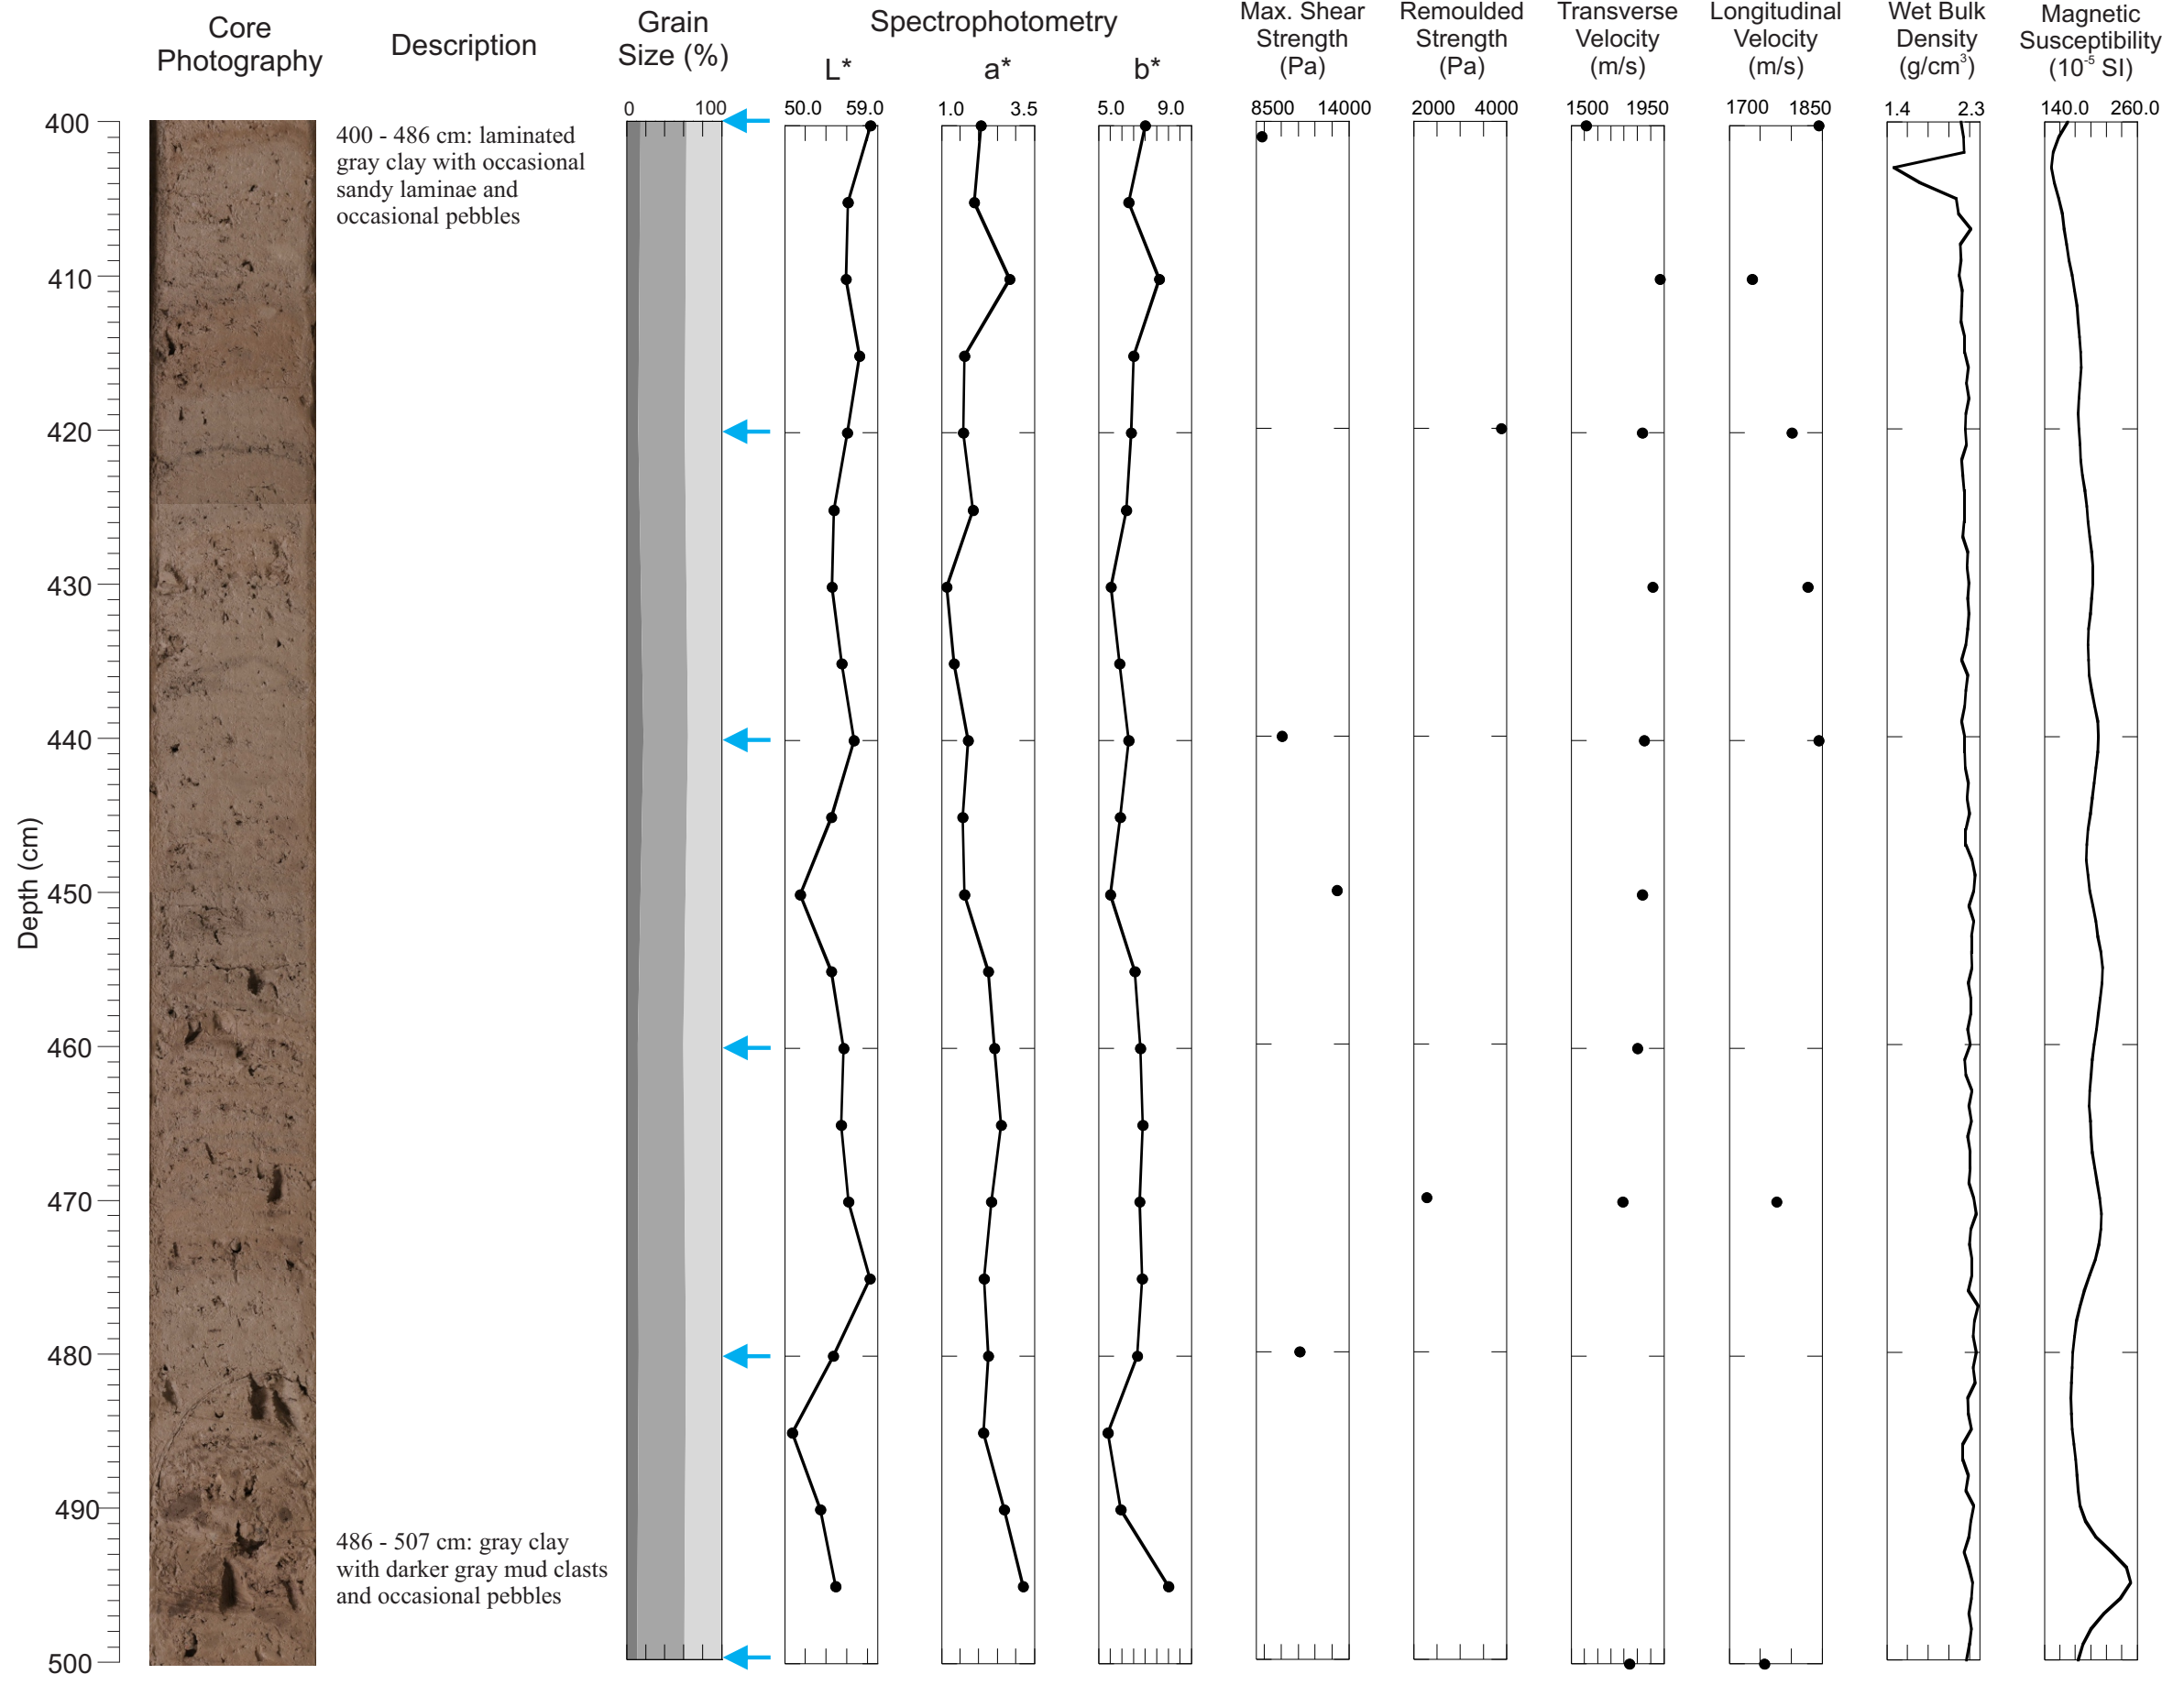 Core
Photography
Description
Grain
Size (%)
Spectrophotometry
L*
a*
b*
Max. Shear
Strength
(Pa)
Remoulded
Strength
(Pa)
Transverse
Velocity
(m/s)
Longitudinal
Velocity
(m/s)
Wet Bulk
Density
(g/cm³)
Magnetic
Susceptibility
(10⁻⁵ SI)
0 100
50.0 59.0
1.0 3.5
5.0 9.0
8500 14000
2000 4000
1500 1950
1700 1850
1.4 2.3
140.0 260.0
Depth (cm)
400
410
420
430
440
450
460
470
480
490
500
400 - 486 cm: laminated
gray clay with occasional
sandy laminae and
occasional pebbles
486 - 507 cm: gray clay
with darker gray mud clasts
and occasional pebbles